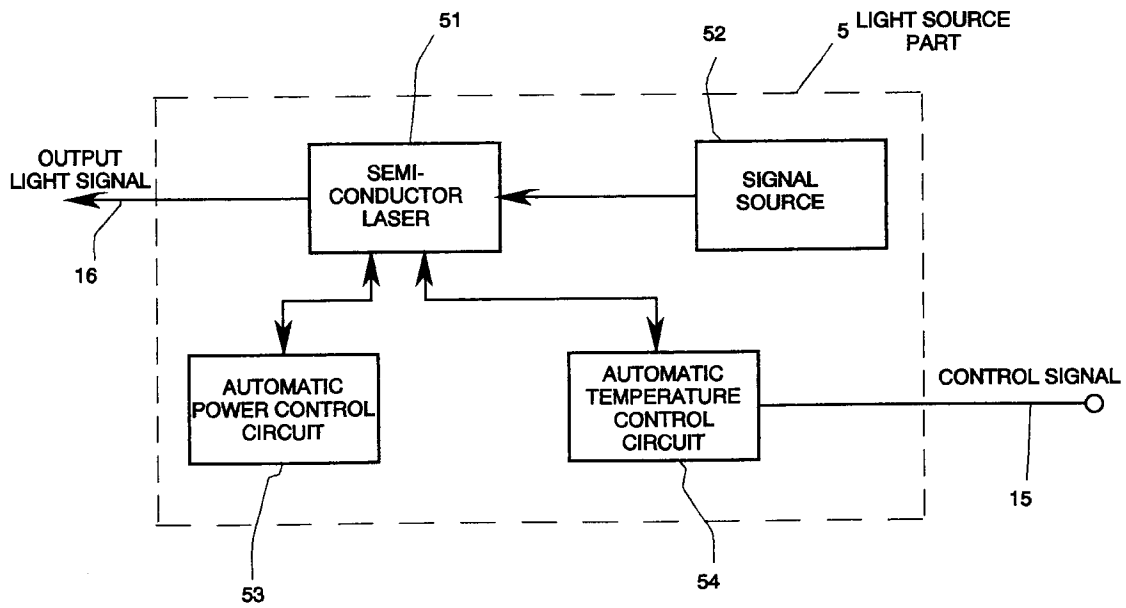 51
52
5
LIGHT SOURCE
PART
OUTPUT
LIGHT SIGNAL
SEMI-
CONDUCTOR
LASER
SIGNAL
SOURCE
16
AUTOMATIC
POWER CONTROL
CIRCUIT
AUTOMATIC
TEMPERATURE
CONTROL
CIRCUIT
CONTROL SIGNAL
15
53
54